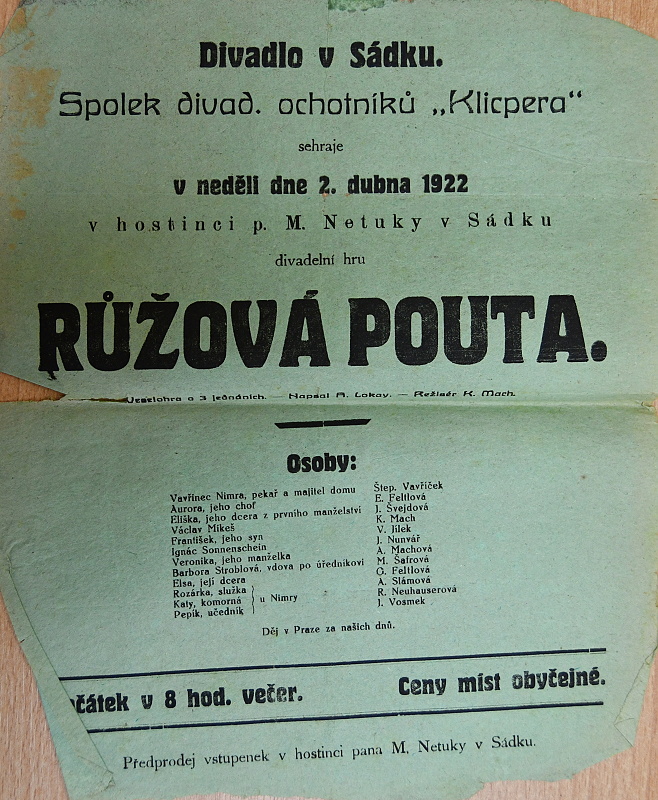 Divadlo v Sádku.
Spolek divad. ochotníků „Klicpera“
sehraje
v neděli dne 2. dubna 1922
v hostinci p. M. Netuky v Sádku
divadelní hru
RŮŽOVÁ POUTA.
Veselohra o 3 jednáních. — Napsal A. Lokay. — Režisér K. Mach.
Osoby:
Vavřinec Nimra, pekař a majitel domu Štep. Vavříček
Aurora, jeho choť E. Feltlová
Eliška, jeho dcera z prvního manželství J. Švejdová
Václav Mikeš K. Mach
František, jeho syn V. Jílek
Ignác Sonnenschein J. Nunvář
Veronika, jeho manželka A. Machová
Barbora Stroblová, vdova po úředníkovi M. Šafrová
Elsa, její dcera G. Feltlová
Rozárka, služka A. Slámová
Katy, komorná } u Nimry R. Neuhauserová
Pepík, učedník J. Vosmek
Děj v Praze za našich dnů.
čátek v 8 hod. večer. Ceny míst obyčejné.
Předprodej vstupenek v hostinci pana M. Netuky v Sádku.